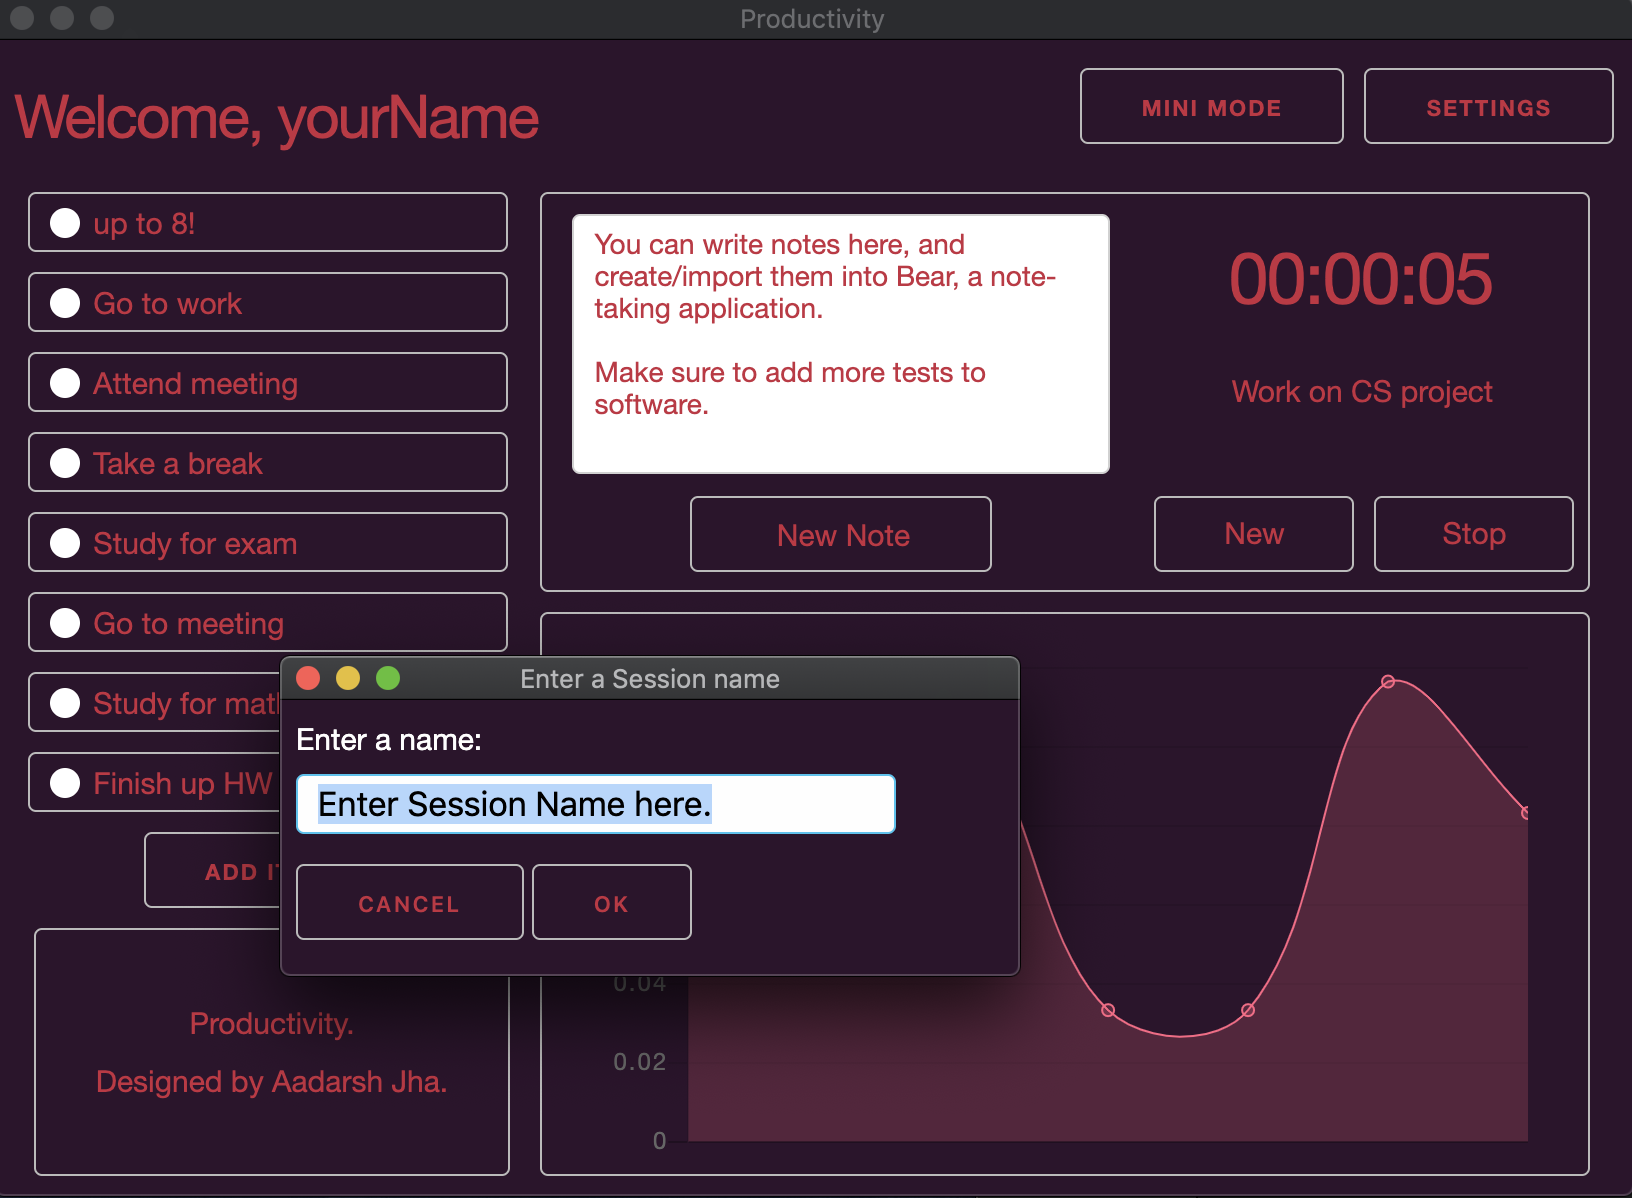 Productivity
Welcome, yourName
MINI MODE
SETTINGS
up to 8!
Go to work
Attend meeting
Take a break
Study for exam
Go to meeting
Study for
Finish up HW
ADD
Productivity.
Designed by Aadarsh Jha.
You can write notes here, and
create/import them into Bear, a note-
taking application.
Make sure to add more tests to
software.
New Note
00:00:05
Work on CS project
New
Stop
Enter a Session name
Enter a name:
Enter Session Name here.
CANCEL
OK
0.04
0.02
0